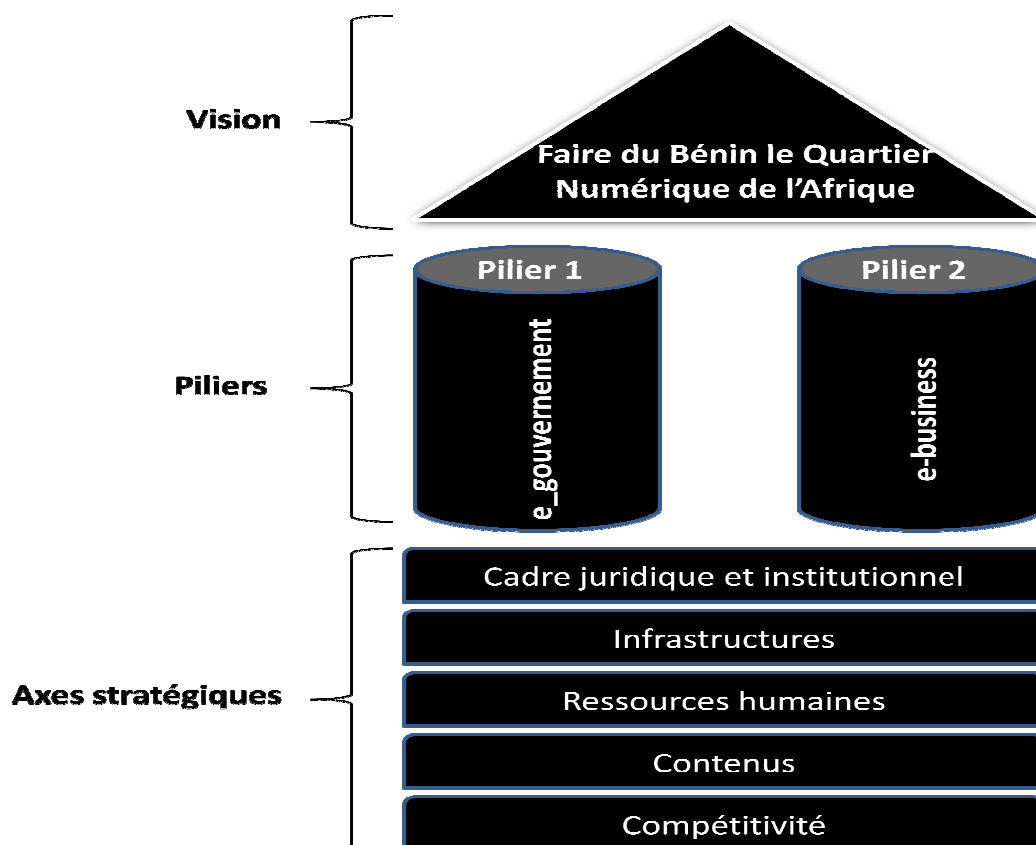 Vision
Faire du Bénin le Quartier
Numérique de l'Afrique
Piliers
Pilier 1
e_gouvernement
Pilier 2
e-business
Axes stratégiques
Cadre juridique et institutionnel
Infrastructures
Ressources humaines
Contenus
Compétitivité